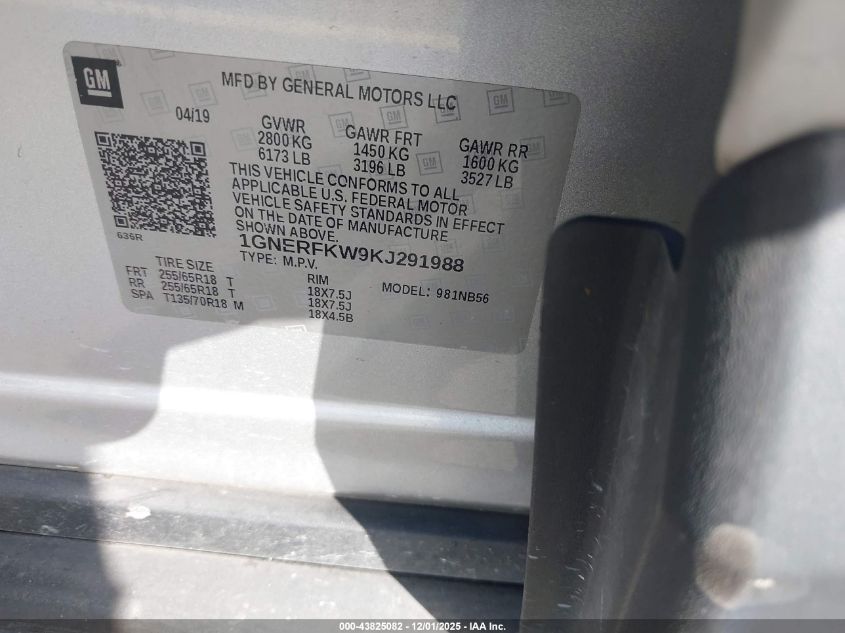 GM
MFD BY GENERAL MOTORS LLC
04/19
GVWR GAWR FRT GAWR RR
2800 KG 1450 KG 1600 KG
6173 LB 3196 LB 3527 LB
THIS VEHICLE CONFORMS TO ALL
APPLICABLE U.S. FEDERAL MOTOR
VEHICLE SAFETY STANDARDS IN EFFECT
ON THE DATE OF MANUFACTURE
SHOWN ABOVE.
636R
1GNERFKW9KJ291988
TYPE: M.P.V.
TIRE SIZE RIM MODEL: 981NB56
FRT 255/65R18 T 18X7.5J
RR 255/65R18 T 18X7.5J
SPA T135/70R18 M 18X4.5B
000-43825082 - 12/01/2025 - IAA Inc.